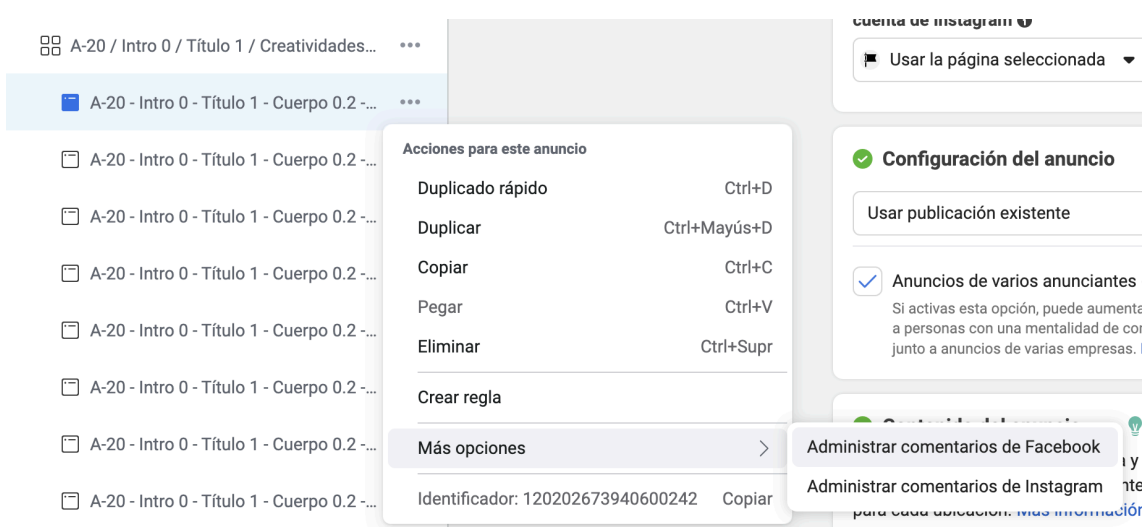 A-20 / Intro 0 / Título 1 / Creatividades...
A-20 - Intro 0 - Título 1 - Cuerpo 0.2 -...
A-20 - Intro 0 - Título 1 - Cuerpo 0.2 -...
A-20 - Intro 0 - Título 1 - Cuerpo 0.2 -...
A-20 - Intro 0 - Título 1 - Cuerpo 0.2 -...
A-20 - Intro 0 - Título 1 - Cuerpo 0.2 -...
A-20 - Intro 0 - Título 1 - Cuerpo 0.2 -...
A-20 - Intro 0 - Título 1 - Cuerpo 0.2 -...
A-20 - Intro 0 - Título 1 - Cuerpo 0.2 -...
Acciones para este anuncio
Duplicado rápido Ctrl+D
Duplicar Ctrl+Mayús+D
Copiar Ctrl+C
Pegar Ctrl+V
Eliminar Ctrl+Supr
Crear regla
Más opciones
Identificador: 120202673940600242 Copiar
Administrar comentarios de Facebook
Administrar comentarios de Instagram
cuenta de Instagram
Usar la página seleccionada
Configuración del anuncio
Usar publicación existente
Anuncios de varios anunciantes
Si activas esta opción, puede
a personas con una mentalidad de
junto a anuncios de varias empresas.
Contenido del anuncio
para cada ubicación. Más información